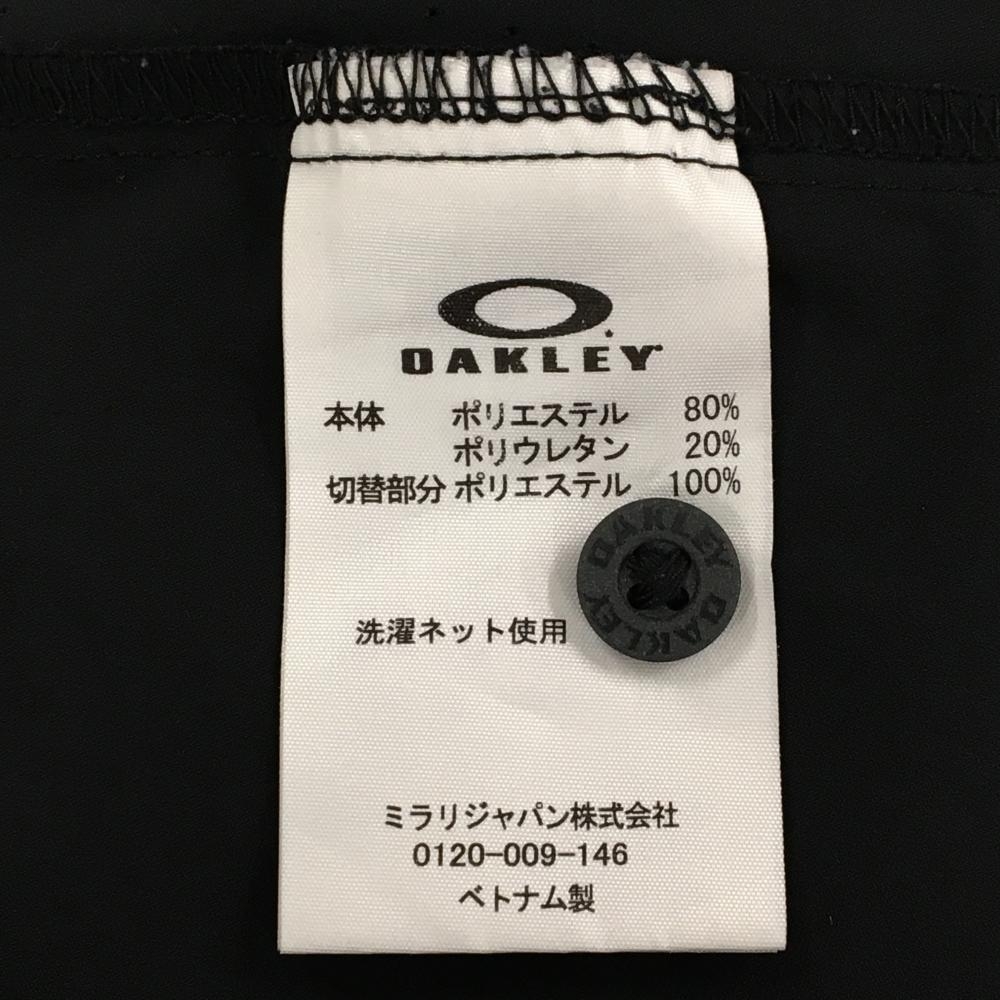 OAKLEY
本体 ポリエステル 80%
ポリウレタン 20%
切替部分 ポリエステル 100%
OAKLEY
OAKLEY
洗濯ネット使用
ミラリジャパン株式会社
0120-009-146
ベトナム製